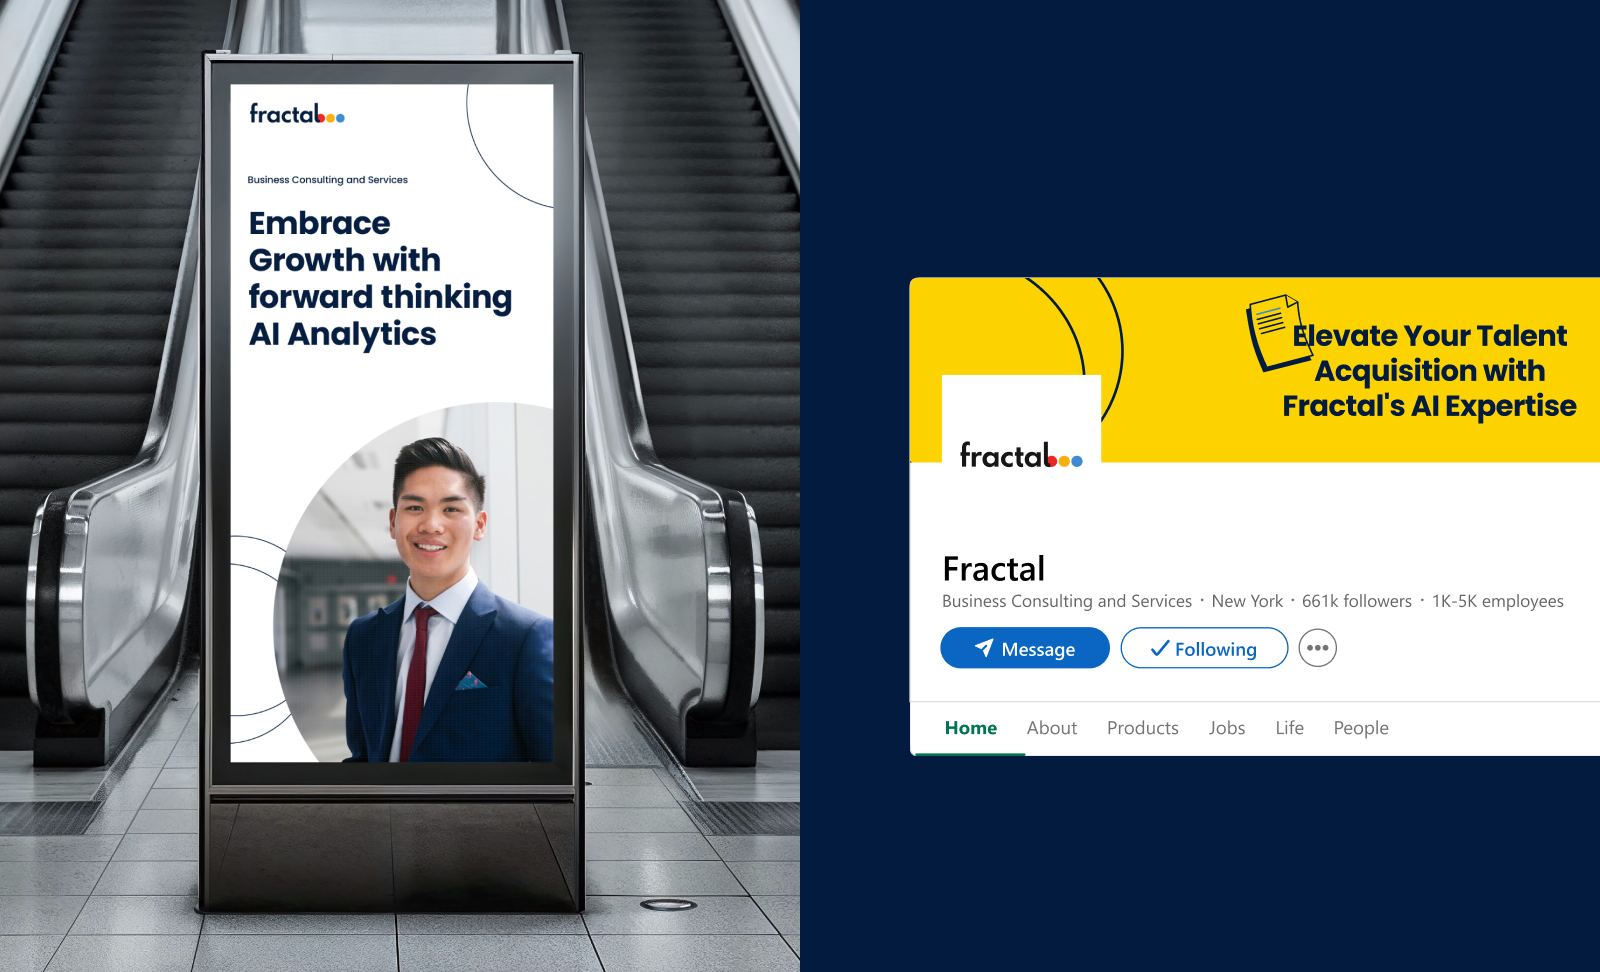 fractal
Business Consulting and Services
Embrace
Growth with
forward thinking
AI Analytics
Elevate Your Talent
Acquisition with
Fractal's AI Expertise
fractal
Fractal
Business Consulting and Services · New York · 661k followers · 1K-5K employees
Message
Following
Home About Products Jobs Life People